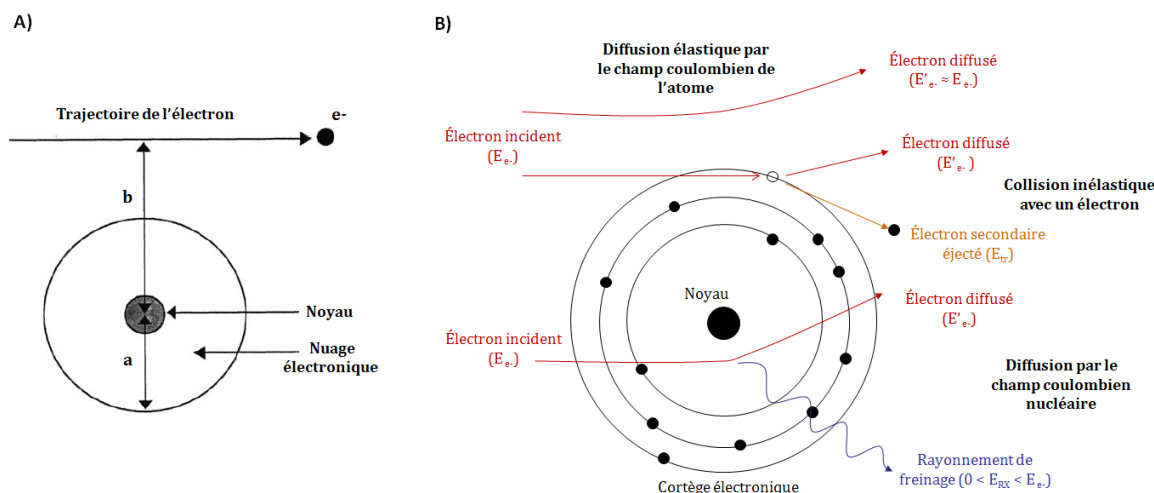 A)
Trajectoire de l'électron
e-
b
a
Noyau
Nuage
électronique
B)
Diffusion élastique par
le champ coulombien de
l'atome
Électron diffusé
(E'e- ≈ Ee-)
Électron incident
(Ee-)
Électron diffusé
(E'e-)
Collision inélastique
avec un électron
Électron secondaire
éjecté (Etr)
Noyau
Électron diffusé
(E'e-)
Électron incident
(Ee-)
Diffusion par le
champ coulombien
nucléaire
Rayonnement de
freinage (0 < ERX < Ee-)
Cortège électronique